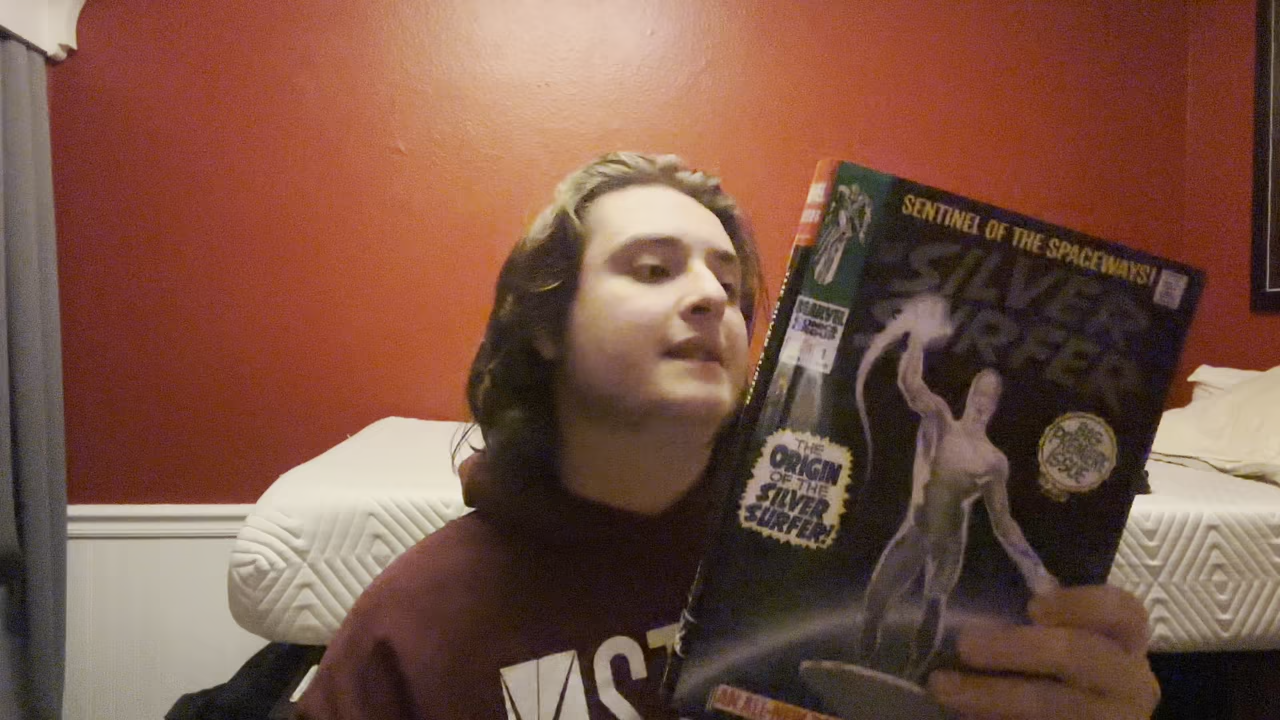 SENTINEL OF THE SPACEWAYS!
SILVER
SURFER
MARVEL
THE
ORIGIN
OF THE
SILVER
SURFER!
BIG
PREMIERE
ISSUE
AN ALL-NEW
MST